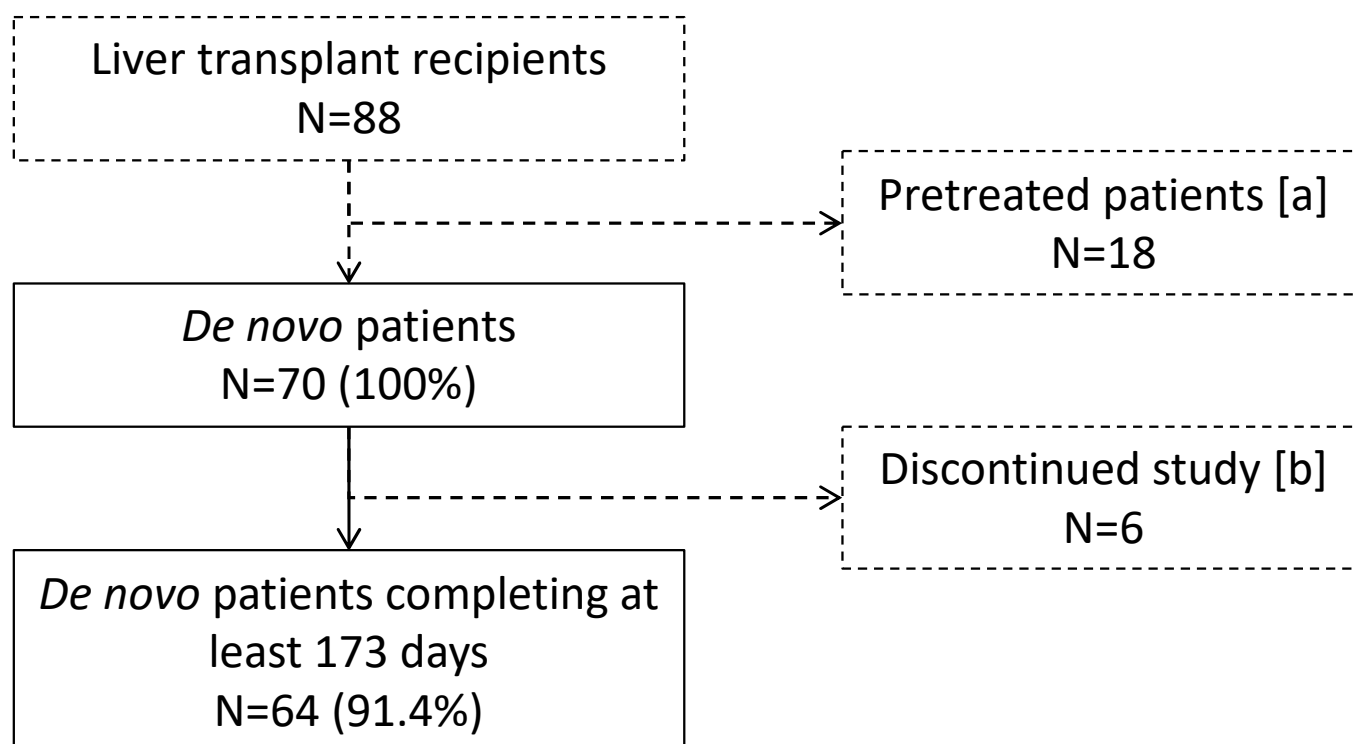 Liver transplant recipients
N=88
Pretreated patients [a]
N=18
De novo patients
N=70 (100%)
Discontinued study [b]
N=6
De novo patients completing at
least 173 days
N=64 (91.4%)